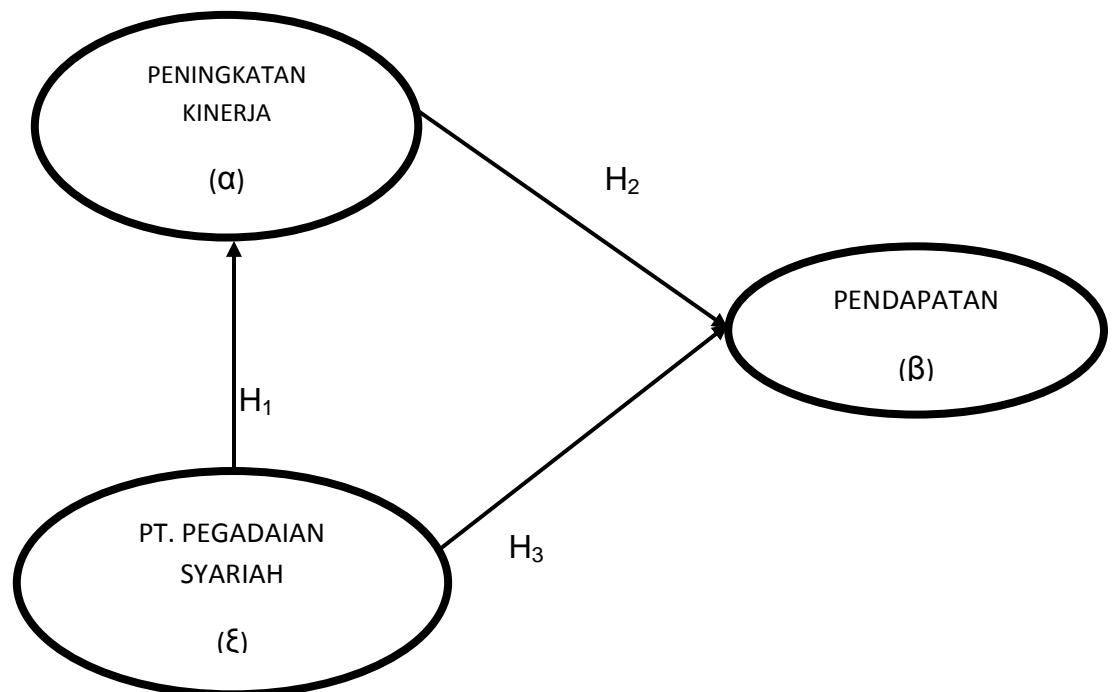 PENINGKATAN
KINERJA
(α)
H₂
PENDAPATAN
(β)
H₁
PT. PEGADAIAN
SYARIAH
(ξ)
H₃